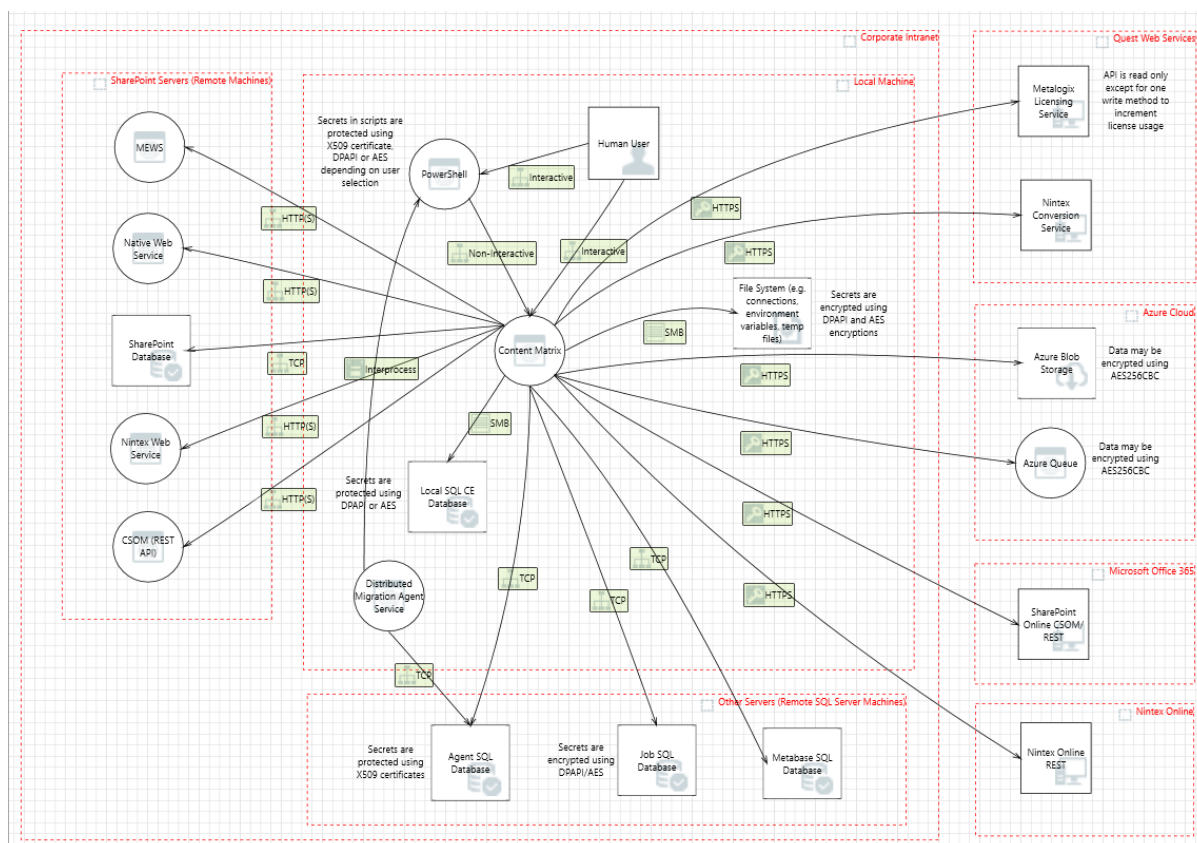 Corporate Intranet
Quest Web Services
SharePoint Servers (Remote Machines)
Local Machine
MEWS
Native Web
Service
SharePoint
Database
Nintex Web
Service
CSOM (REST
API)
HTTP(S)
HTTP(S)
TCP
HTTP(S)
HTTP(S)
Secrets in scripts are
protected using
X509 certificate,
DPAPI or AES
depending on user
selection
PowerShell
Human User
Interactive
Non-Interactive
Interactive
HTTPS
HTTPS
File System (e.g.
connections,
environment
variables, temp
files)
Secrets are
encrypted using
DPAPI and AES
encryptions
SMB
Content Matrix
Interprocess
SMB
HTTPS
HTTPS
HTTPS
HTTPS
Secrets are
protected using
DPAPI or AES
Local SQL CE
Database
Distributed
Migration Agent
Service
TCP
TCP
TCP
TCP
Other Servers (Remote SQL Server Machines)
Secrets are
protected using
X509 certificates
Agent SQL
Database
Secrets are
encrypted using
DPAPI/AES
Job SQL
Database
Metabase SQL
Database
Metalogix
Licensing
Service
API is read only
except for one
write method to
increment
license usage
Nintex
Conversion
Service
Azure Cloud
Azure Blob
Storage
Data may be
encrypted using
AES256CBC
Azure Queue
Data may be
encrypted using
AES256CBC
Microsoft Office 365
SharePoint
Online CSOM/
REST
Nintex Online
Nintex Online
REST